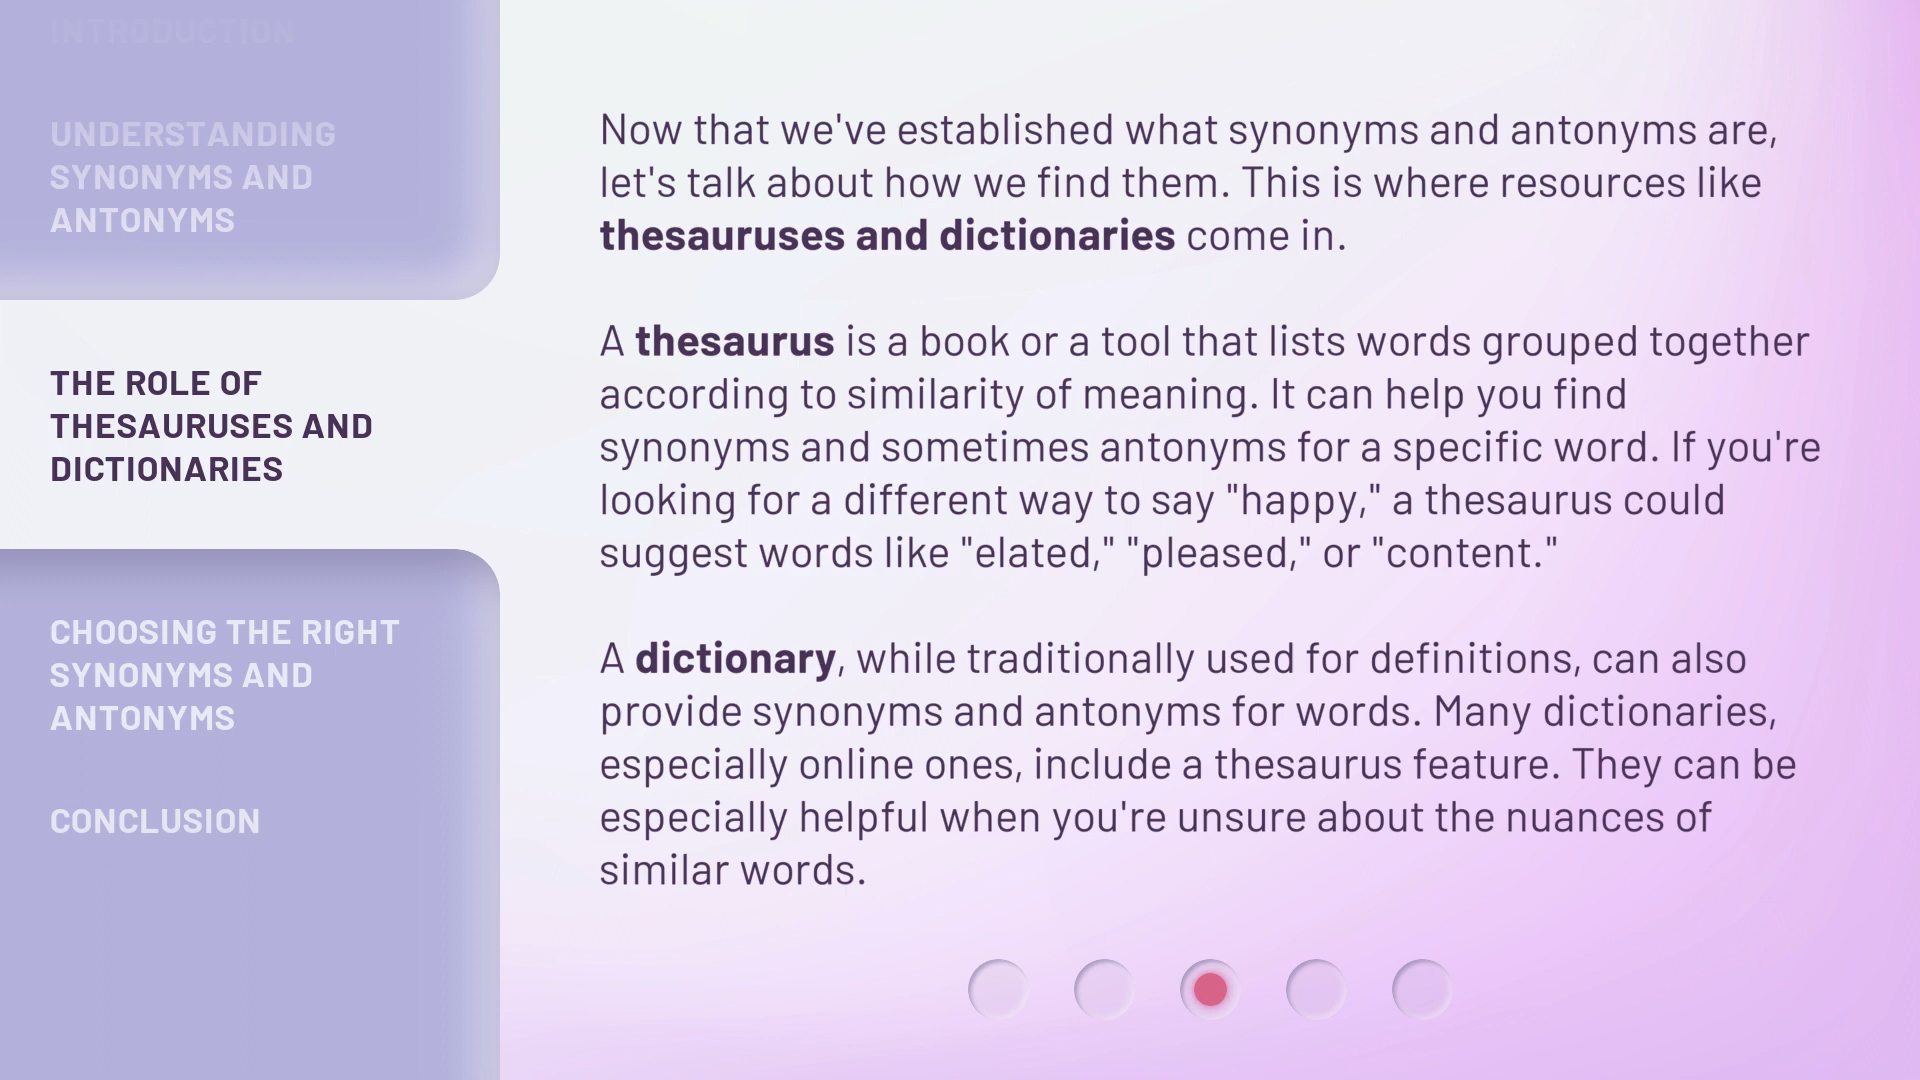 INTRODUCTION
UNDERSTANDING
SYNONYMS AND
ANTONYMS
THE ROLE OF
THESAURUSES AND
DICTIONARIES
CHOOSING THE RIGHT
SYNONYMS AND
ANTONYMS
CONCLUSION
Now that we've established what synonyms and antonyms are,
let's talk about how we find them. This is where resources like
thesauruses and dictionaries come in.
A thesaurus is a book or a tool that lists words grouped together
according to similarity of meaning. It can help you find
synonyms and sometimes antonyms for a specific word. If you're
looking for a different way to say "happy," a thesaurus could
suggest words like "elated," "pleased," or "content."
A dictionary, while traditionally used for definitions, can also
provide synonyms and antonyms for words. Many dictionaries,
especially online ones, include a thesaurus feature. They can be
especially helpful when you're unsure about the nuances of
similar words.